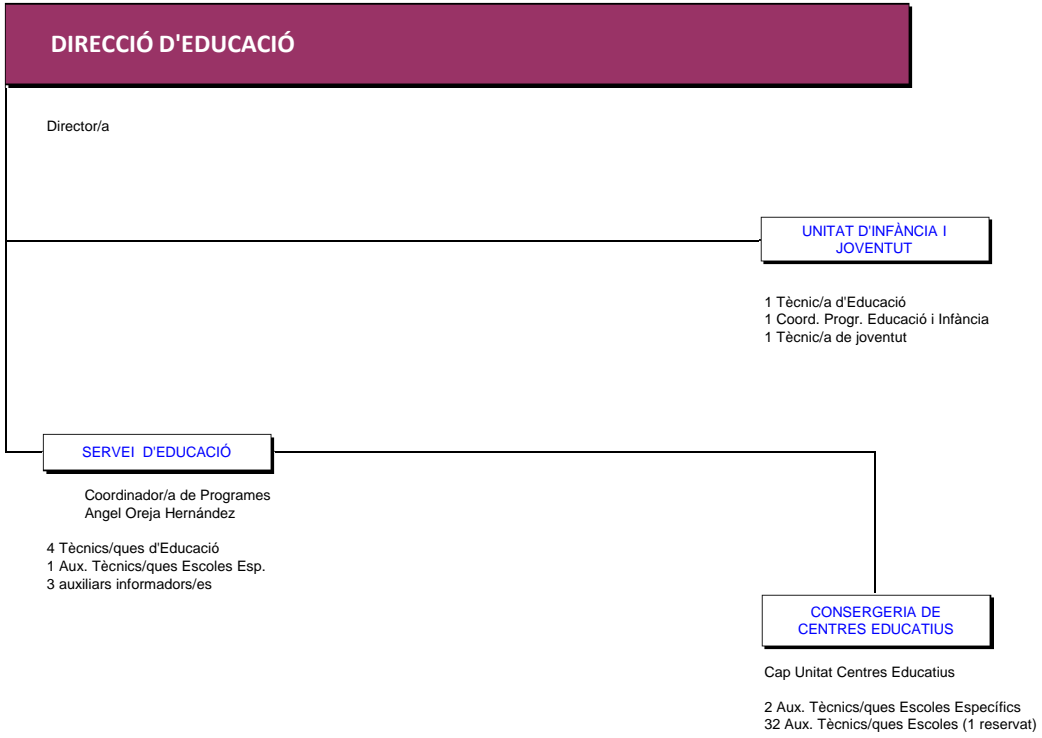 DIRECCIÓ D'EDUCACIÓ
Director/a
UNITAT D'INFÀNCIA I
JOVENTUT
1 Tècnic/a d'Educació
1 Coord. Progr. Educació i Infància
1 Tècnic/a de joventut
SERVEI D'EDUCACIÓ
Coordinador/a de Programes
Angel Oreja Hernández
4 Tècnics/ques d'Educació
1 Aux. Tècnics/ques Escoles Esp.
3 auxiliars informadors/es
CONSERGERIA DE
CENTRES EDUCATIUS
Cap Unitat Centres Educatius
2 Aux. Tècnics/ques Escoles Específics
32 Aux. Tècnics/ques Escoles (1 reservat)